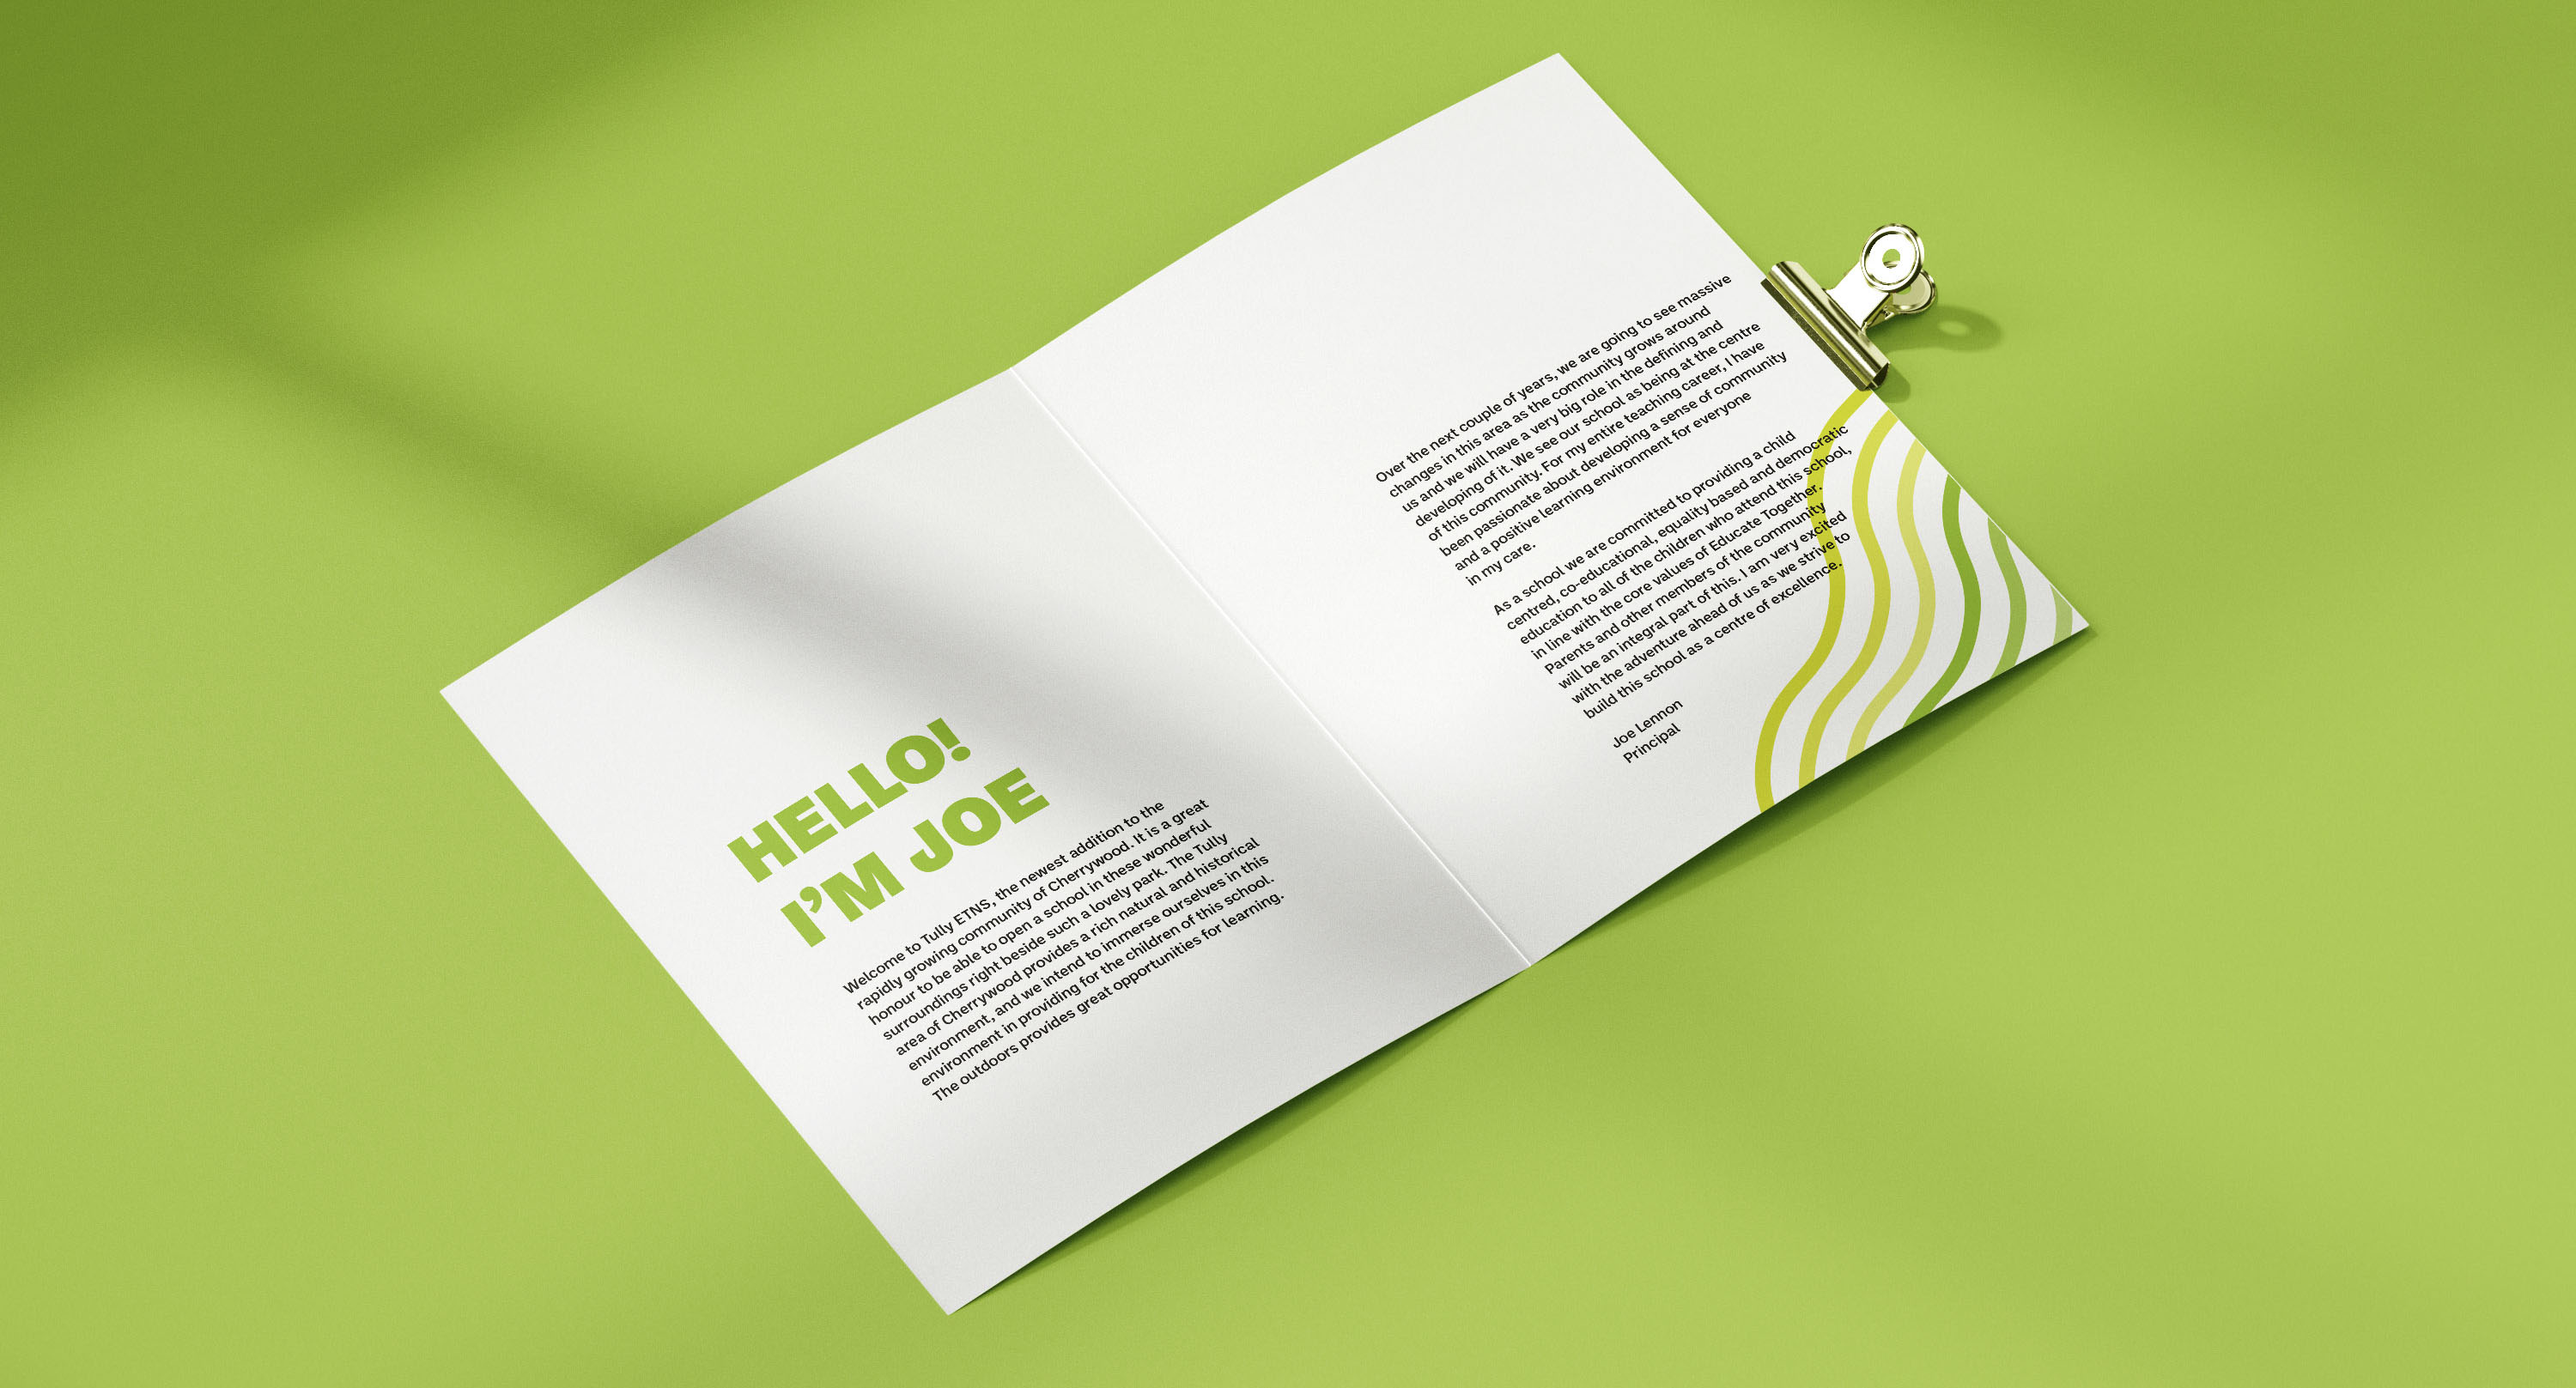 HELLO!
I'M JOE
Welcome to Tully ETNS, the newest addition to the
rapidly growing community of Cherrywood. It is a great
honour to be able to open a school in these wonderful
surroundings right beside such a lovely park. The Tully
area of Cherrywood provides a rich natural and historical
environment, and we intend to immerse ourselves in this
environment in providing for the children of this school.
The outdoors provides great opportunities for learning.
Over the next couple of years, we are going to see massive
changes in this area as the community grows around
us and we will have a very big role in the defining and
developing of it. We see our school as being at the centre
of this community. For my entire teaching career, I have
been passionate about developing a sense of community
and a positive learning environment for everyone
in my care.
As a school we are committed to providing a child
centred, co-educational, equality based and democratic
education to all of the children who attend this school,
in line with the core values of Educate Together.
Parents and other members of the community
will be an integral part of this. I am very excited
with the adventure ahead of us as we strive to
build this school as a centre of excellence.
Joe Lennon
Principal